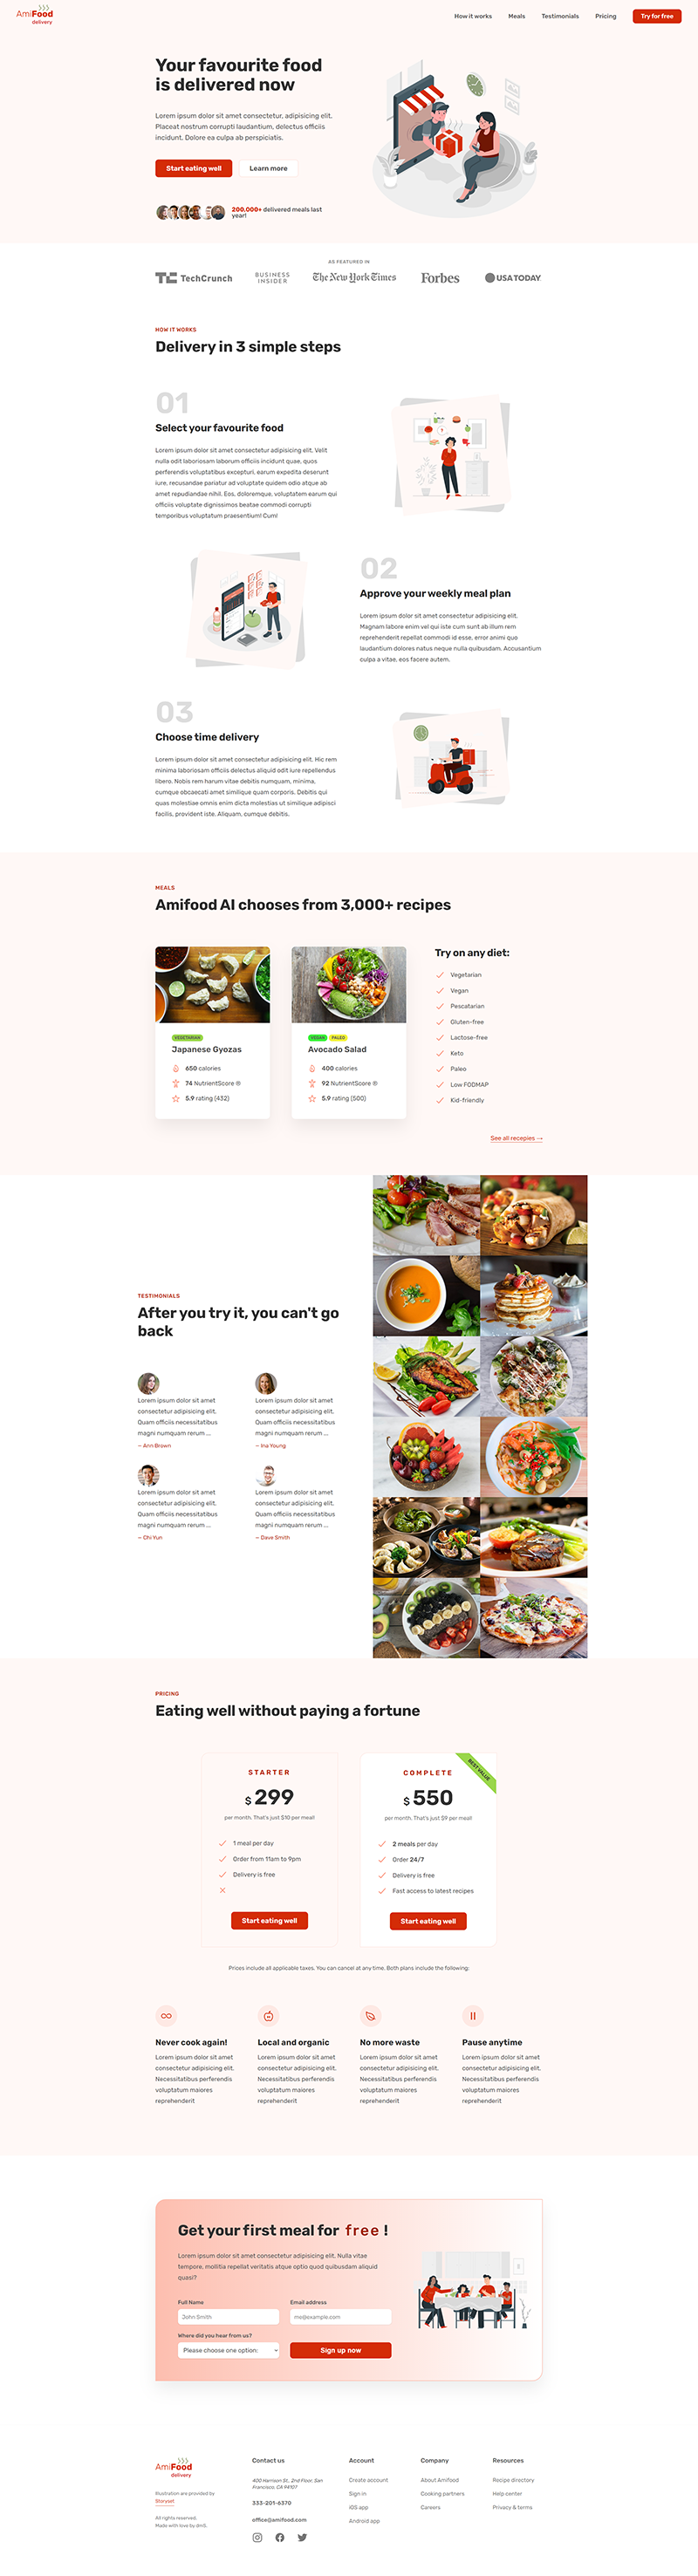 AmiFood
delivery
How it works
Meals
Testimonials
Pricing
Try for free
Your favourite food
is delivered now
Lorem ipsum dolor sit amet consectetur, adipisicing elit.
Placeat nostrum corrupti laudantium, delectus officiis
incidunt. Dolore ea culpa ab perspiciatis.
Start eating well
Learn more
200,000+ delivered meals last
year!
AS FEATURED IN
TechCrunch
BUSINESS
INSIDER
The New York Times
Forbes
USA TODAY
HOW IT WORKS
Delivery in 3 simple steps
01
Select your favourite food
Lorem ipsum dolor sit amet consectetur adipisicing elit. Velit
nulla odit laboriosam laborum officiis incidunt quae, quos
perferendis voluptatibus excepturi, earum expedita deserunt
iure, recusandae pariatur ad voluptate quidem odio atque ab
amet repudiandae nihil. Eos, doloremque, voluptatem earum qui
officiis voluptate dignissimos beatae commodi corrupti
temporibus voluptatum praesentium! Cum!
02
Approve your weekly meal plan
Lorem ipsum dolor sit amet consectetur adipisicing elit.
Magnam labore enim vel qui iste cum sunt ab illum rem
reprehenderit repellat commodi id esse, error animi quo
laudantium dolores natus neque nulla quibusdam. Accusantium
culpa a vitae, eos facere autem.
03
Choose time delivery
Lorem ipsum dolor sit amet consectetur adipisicing elit. Hic rem
minima laboriosam officiis delectus aliquid odit iure repellendus
libero. Nobis rem harum vitae debitis numquam, minima,
cumque obcaecati amet similique quam corporis. Debitis qui
quas molestiae omnis enim dicta molestias ut similique adipisci
facilis, provident iste. Aliquam, cumque debitis.
MEALS
Amifood AI chooses from 3,000+ recipes
VEGETARIAN
Japanese Gyozas
650 calories
74 NutrientScore ®
5.9 rating (432)
VEGAN PALEO
Avocado Salad
400 calories
92 NutrientScore ®
5.9 rating (500)
Try on any diet:
Vegetarian
Vegan
Pescatarian
Gluten-free
Lactose-free
Keto
Paleo
Low FODMAP
Kid-friendly
See all recepies →
TESTIMONIALS
After you try it, you can't go
back
Lorem ipsum dolor sit amet
consectetur adipisicing elit.
Quam officiis necessitatibus
magni numquam rerum ...
— Ann Brown
Lorem ipsum dolor sit amet
consectetur adipisicing elit.
Quam officiis necessitatibus
magni numquam rerum ...
— Ina Young
Lorem ipsum dolor sit amet
consectetur adipisicing elit.
Quam officiis necessitatibus
magni numquam rerum ...
— Chi Yun
Lorem ipsum dolor sit amet
consectetur adipisicing elit.
Quam officiis necessitatibus
magni numquam rerum ...
— Dave Smith
PRICING
Eating well without paying a fortune
STARTER
$ 299
per month. That's just $10 per meal!
1 meal per day
Order from 11am to 9pm
Delivery is free
Start eating well
BEST VALUE
COMPLETE
$ 550
per month. That's just $9 per meal!
2 meals per day
Order 24/7
Delivery is free
Fast access to latest recipes
Start eating well
Prices include all applicable taxes. You can cancel at any time. Both plans include the following:
Never cook again!
Lorem ipsum dolor sit amet
consectetur adipisicing elit.
Necessitatibus perferendis
voluptatum maiores
reprehenderit
Local and organic
Lorem ipsum dolor sit amet
consectetur adipisicing elit.
Necessitatibus perferendis
voluptatum maiores
reprehenderit
No more waste
Lorem ipsum dolor sit amet
consectetur adipisicing elit.
Necessitatibus perferendis
voluptatum maiores
reprehenderit
Pause anytime
Lorem ipsum dolor sit amet
consectetur adipisicing elit.
Necessitatibus perferendis
voluptatum maiores
reprehenderit
Get your first meal for free !
Lorem ipsum dolor sit amet consectetur adipisicing elit. Nulla vitae
tempore, mollitia repellat veritatis atque optio quod quibusdam aliquid
quasi?
Full Name
John Smith
Email address
me@example.com
Where did you hear from us?
Please choose one option:
Sign up now
AmiFood
delivery
Illustration are provided by
Storyset
All rights reserved.
Made with love by dmS.
Contact us
400 Harrison St., 2nd Floor, San
Francisco, CA 94107
333-201-6370
office@amifood.com
Account
Create account
Sign in
iOS app
Android app
Company
About Amifood
Cooking partners
Careers
Resources
Recipe directory
Help center
Privacy & terms